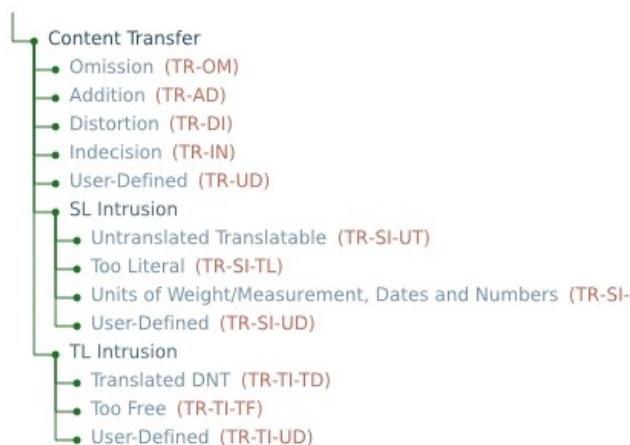 Content Transfer
Omission (TR-OM)
Addition (TR-AD)
Distortion (TR-DI)
Indecision (TR-IN)
User-Defined (TR-UD)
SL Intrusion
Untranslated Translatable (TR-SI-UT)
Too Literal (TR-SI-TL)
Units of Weight/Measurement, Dates and Numbers (TR-SI-
User-Defined (TR-SI-UD)
TL Intrusion
Translated DNT (TR-TI-TD)
Too Free (TR-TI-TF)
User-Defined (TR-TI-UD)